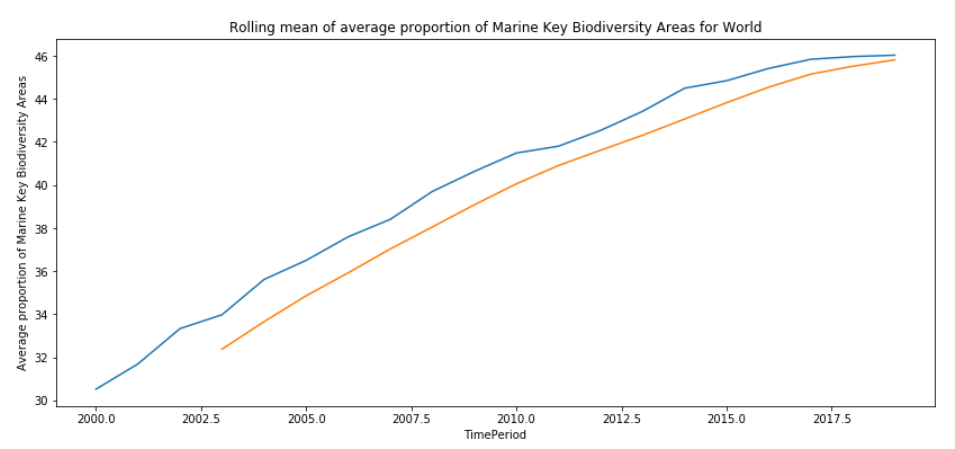 Rolling mean of average proportion of Marine Key Biodiversity Areas for World
Average proportion of Marine Key Biodiversity Areas
46
44
42
40
38
36
34
32
30
2000.0 2002.5 2005.0 2007.5 2010.0 2012.5 2015.0 2017.5
TimePeriod